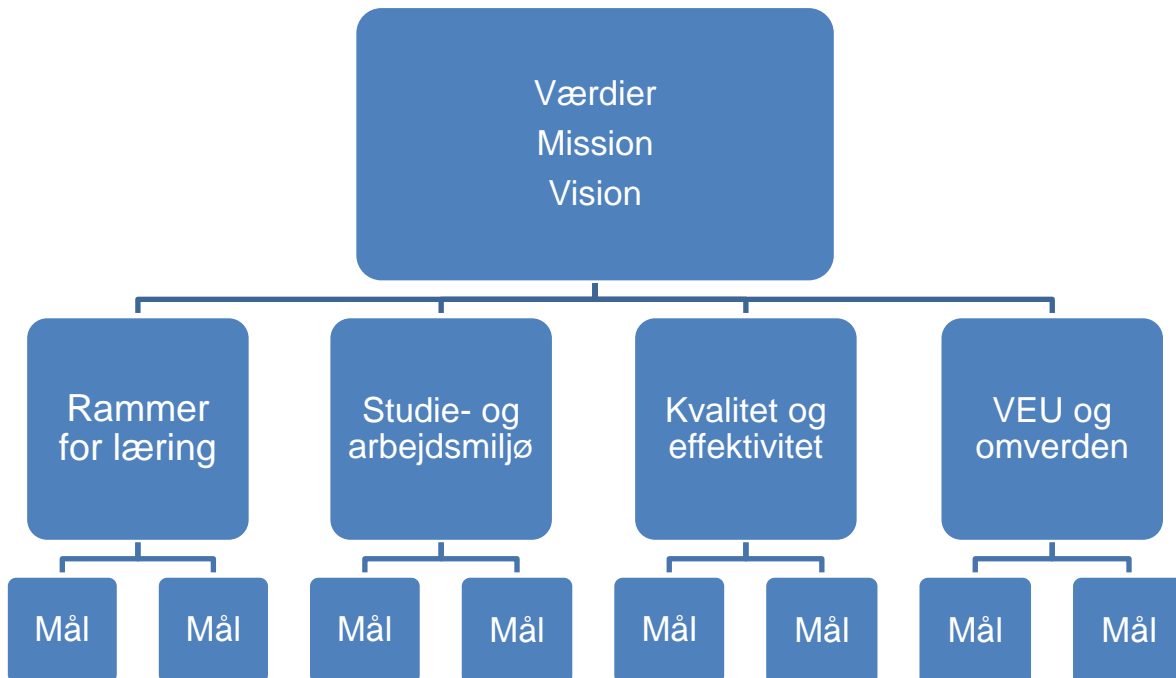 Værdier
Mission
Vision
Rammer
for læring
Studie- og
arbejdsmiljø
Kvalitet og
effektivitet
VEU og
omverden
Mål
Mål
Mål
Mål
Mål
Mål
Mål
Mål